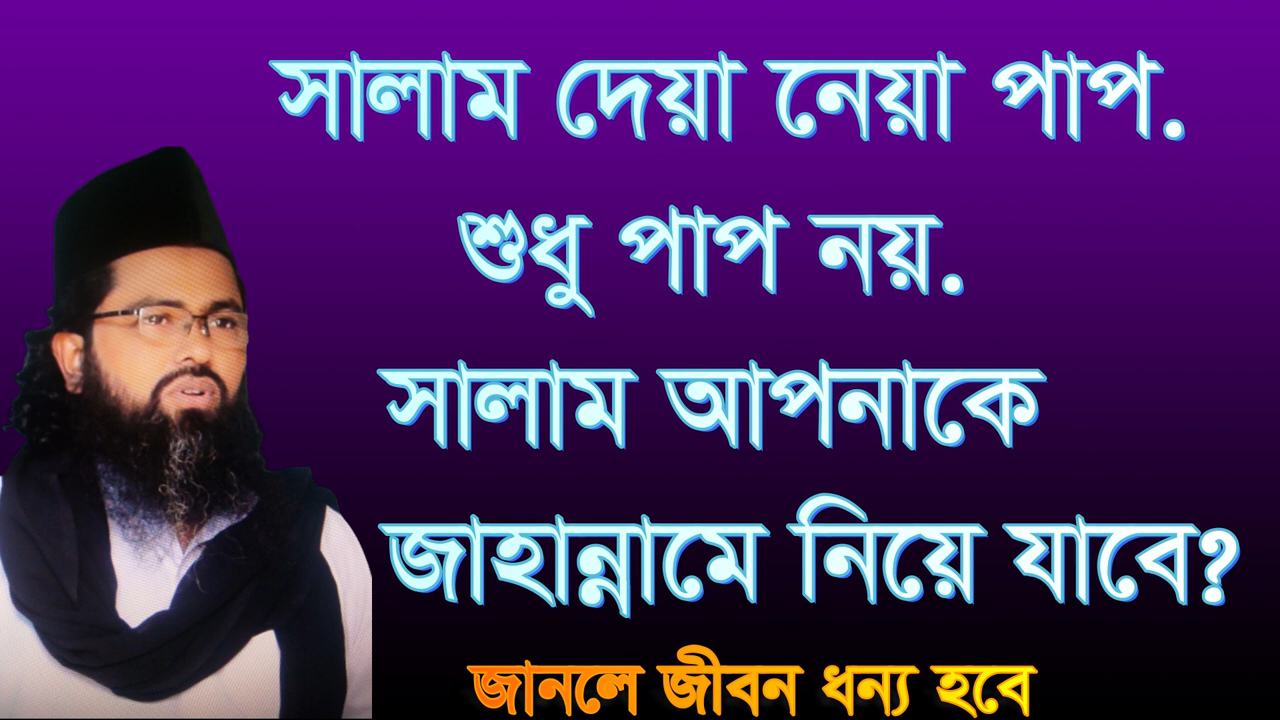 সালাম দেয়া নেয়া পাপ.
শুধু পাপ নয়.
সালাম আপনাকে
জাহান্নামে নিয়ে যাবে?
জানলে জীবন ধন্য হবে